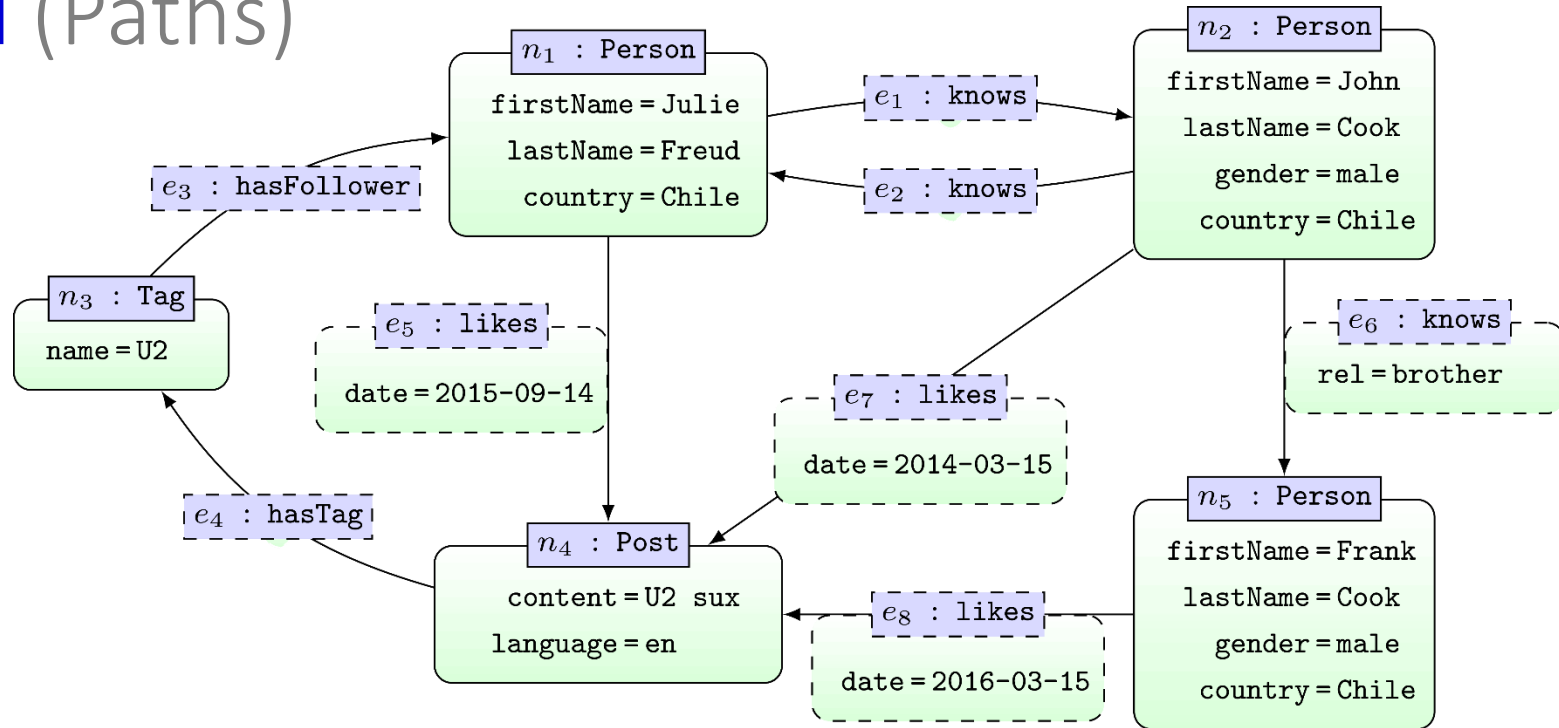 (Paths)
n₁ : Person
firstName = Julie
lastName = Freud
country = Chile
e₁ : knows
e₂ : knows
n₂ : Person
firstName = John
lastName = Cook
gender = male
country = Chile
e₃ : hasFollower
n₃ : Tag
name = U2
e₅ : likes
date = 2015-09-14
e₇ : likes
date = 2014-03-15
e₆ : knows
rel = brother
e₄ : hasTag
n₄ : Post
content = U2 sux
language = en
e₈ : likes
date = 2016-03-15
n₅ : Person
firstName = Frank
lastName = Cook
gender = male
country = Chile